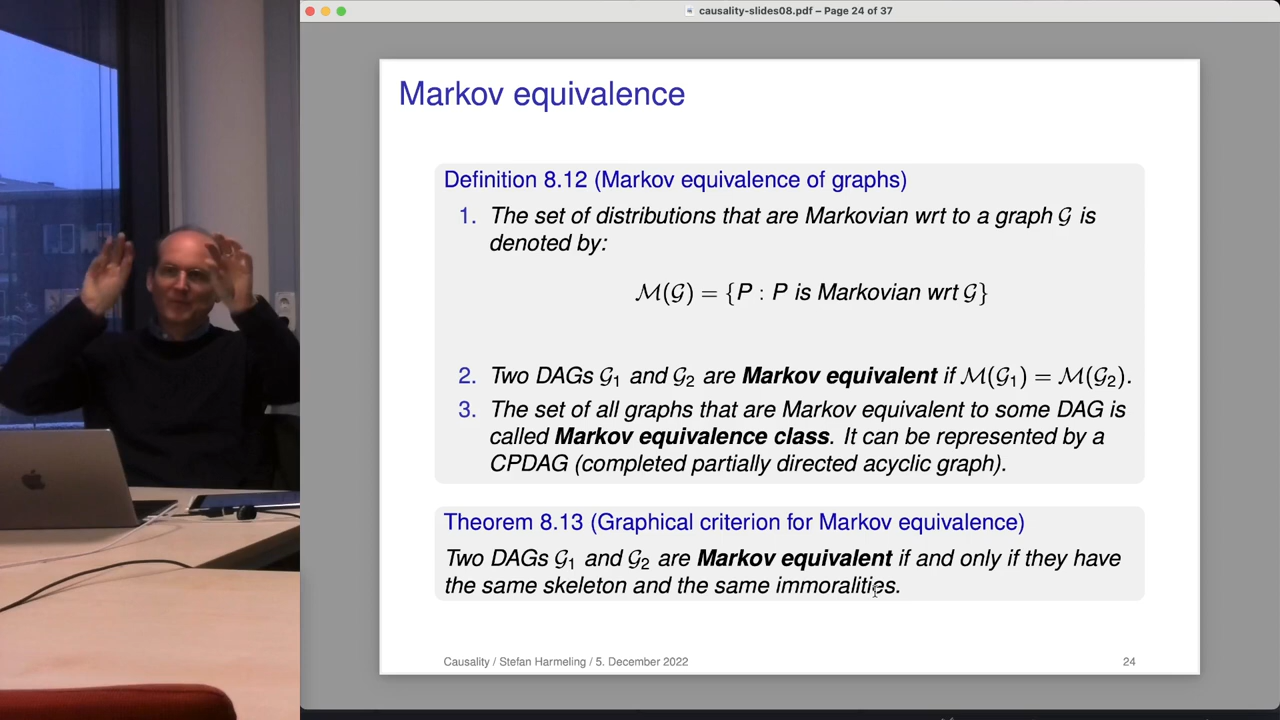 causality-slides08.pdf – Page 24 of 37
Markov equivalence
Definition 8.12 (Markov equivalence of graphs)
1. The set of distributions that are Markovian wrt to a graph 𝒢 is
denoted by:
ℳ(𝒢) = {P : P is Markovian wrt 𝒢}
2. Two DAGs 𝒢₁ and 𝒢₂ are Markov equivalent if ℳ(𝒢₁) = ℳ(𝒢₂).
3. The set of all graphs that are Markov equivalent to some DAG is
called Markov equivalence class. It can be represented by a
CPDAG (completed partially directed acyclic graph).
Theorem 8.13 (Graphical criterion for Markov equivalence)
Two DAGs 𝒢₁ and 𝒢₂ are Markov equivalent if and only if they have
the same skeleton and the same immoralities.
Causality / Stefan Harmeling / 5. December 2022
24